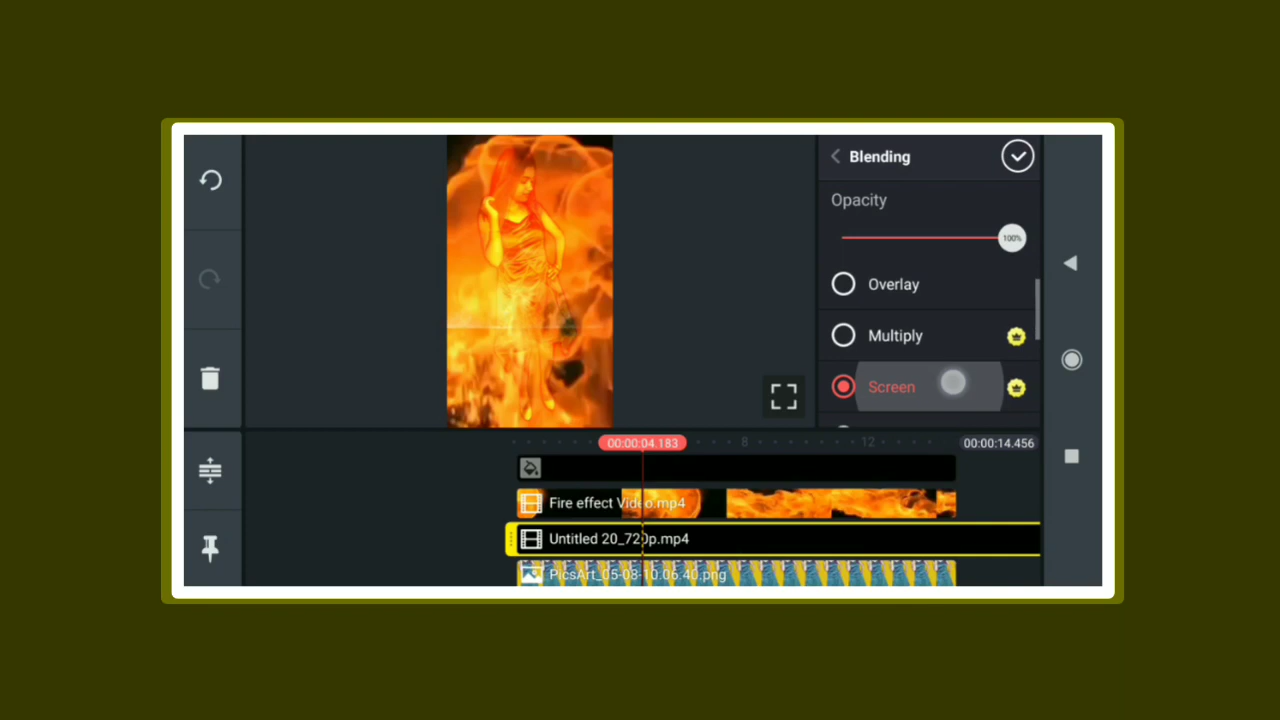 Blending
Opacity
100%
Overlay
Multiply
Screen
00:00:04.183
8
12
00:00:14.456
Fire effect Video.mp4
Untitled 20_720p.mp4
PicsArt_05-08-10.06.40.png